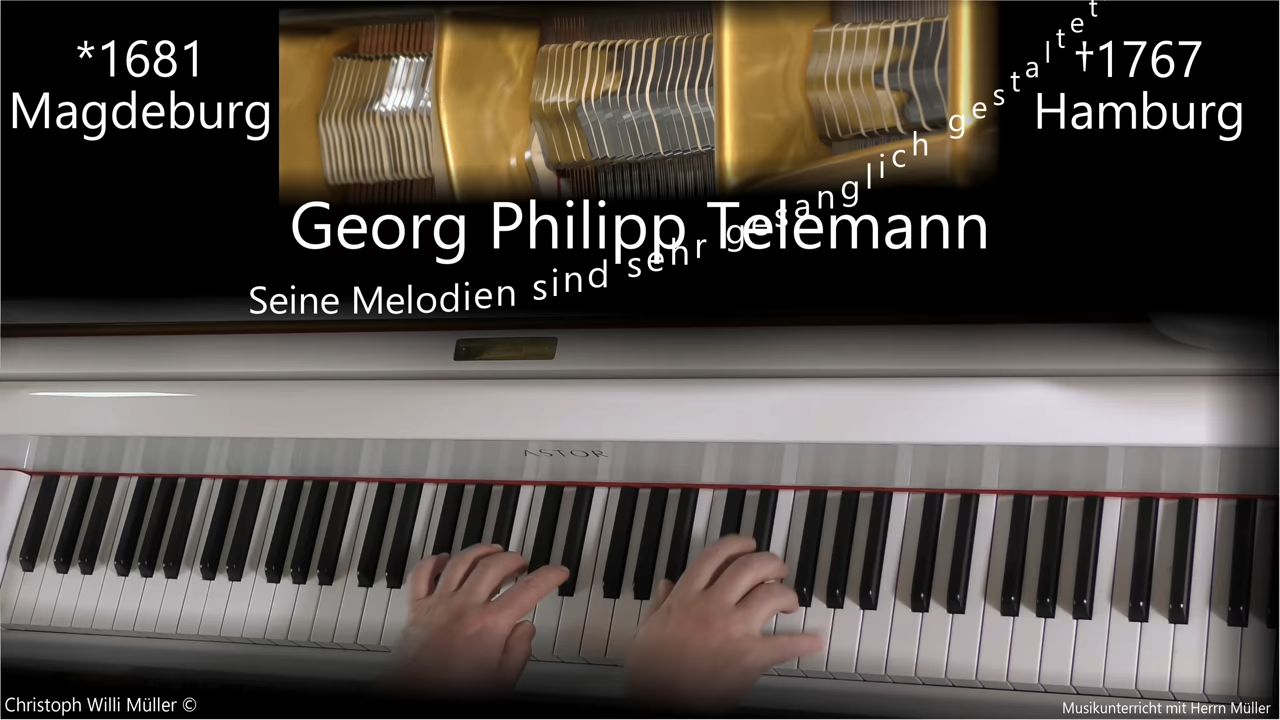 *1681
Magdeburg
†1767
Hamburg
Georg Philipp Telemann
Seine Melodien sind sehr gesanglich gestaltet
ASTOR
Christoph Willi Müller ©
Musikunterricht mit Herrn Müller